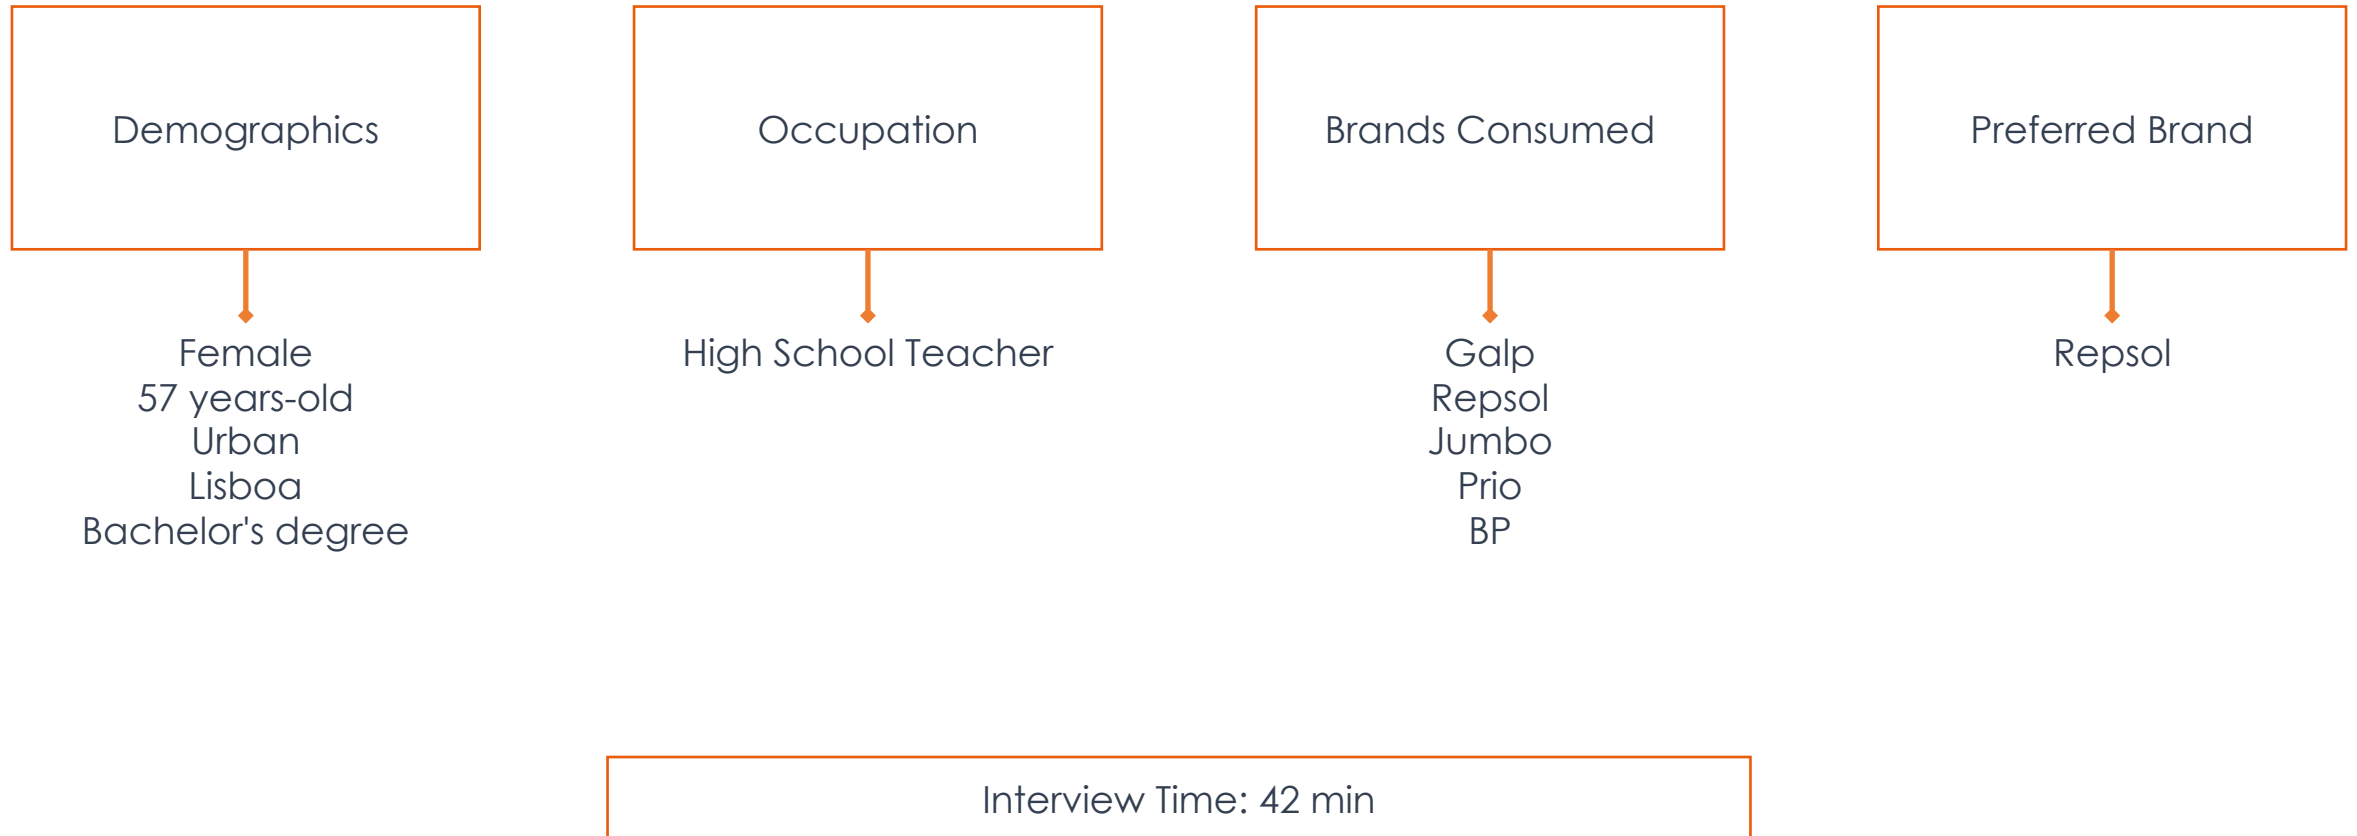 Demographics
Female
57 years-old
Urban
Lisboa
Bachelor's degree
Occupation
High School Teacher
Brands Consumed
Galp
Repsol
Jumbo
Prio
BP
Preferred Brand
Repsol
Interview Time: 42 min